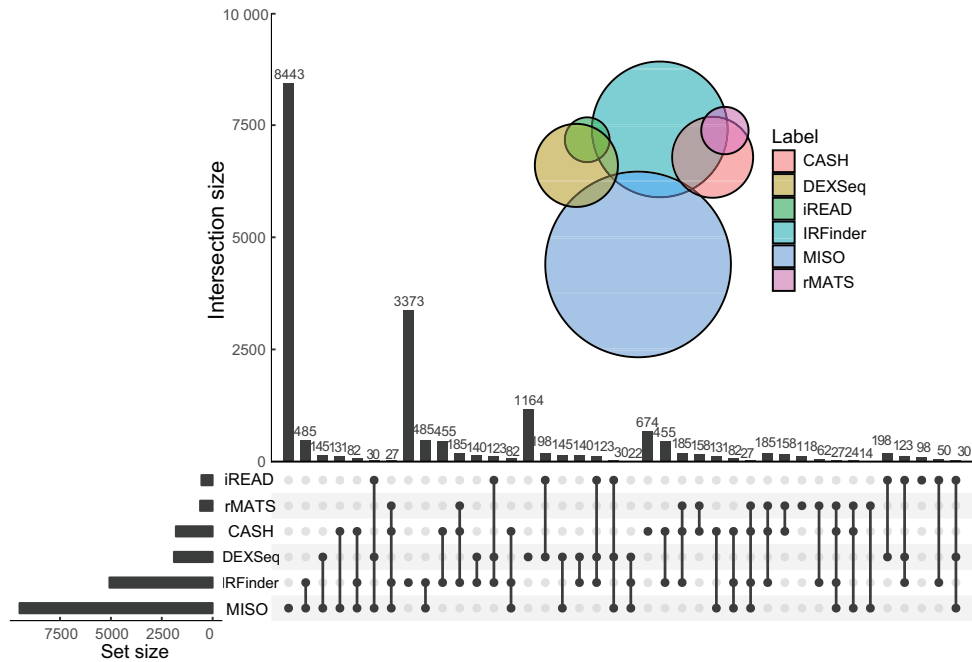 10 000
8443
7500
Label
CASH
DEXSeq
iREAD
IRFinder
MISO
rMATS
Intersection size
5000
3373
2500
1164
674
485 145 131 82 30 27 485 455 185 140 123 82 198 145 140 123 30 22 455 185 158 131 82 27 185 158 118 62 27 24 14 198 123 98 50 30
0
iREAD
rMATS
CASH
DEXSeq
IRFinder
MISO
7500 5000 2500 0
Set size